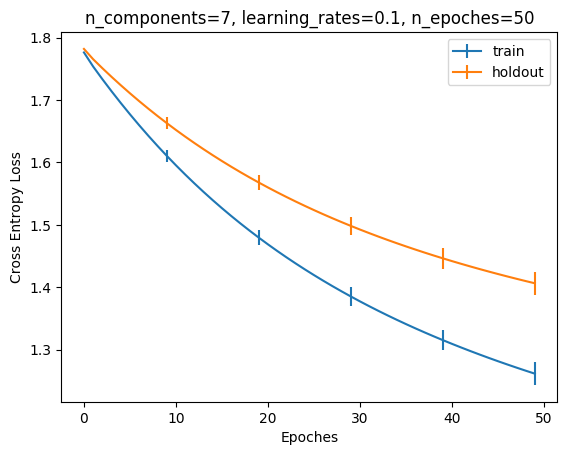 n_components=7, learning_rates=0.1, n_epoches=50
train
holdout
Cross Entropy Loss
1.8
1.7
1.6
1.5
1.4
1.3
0
10
20
30
40
50
Epoches